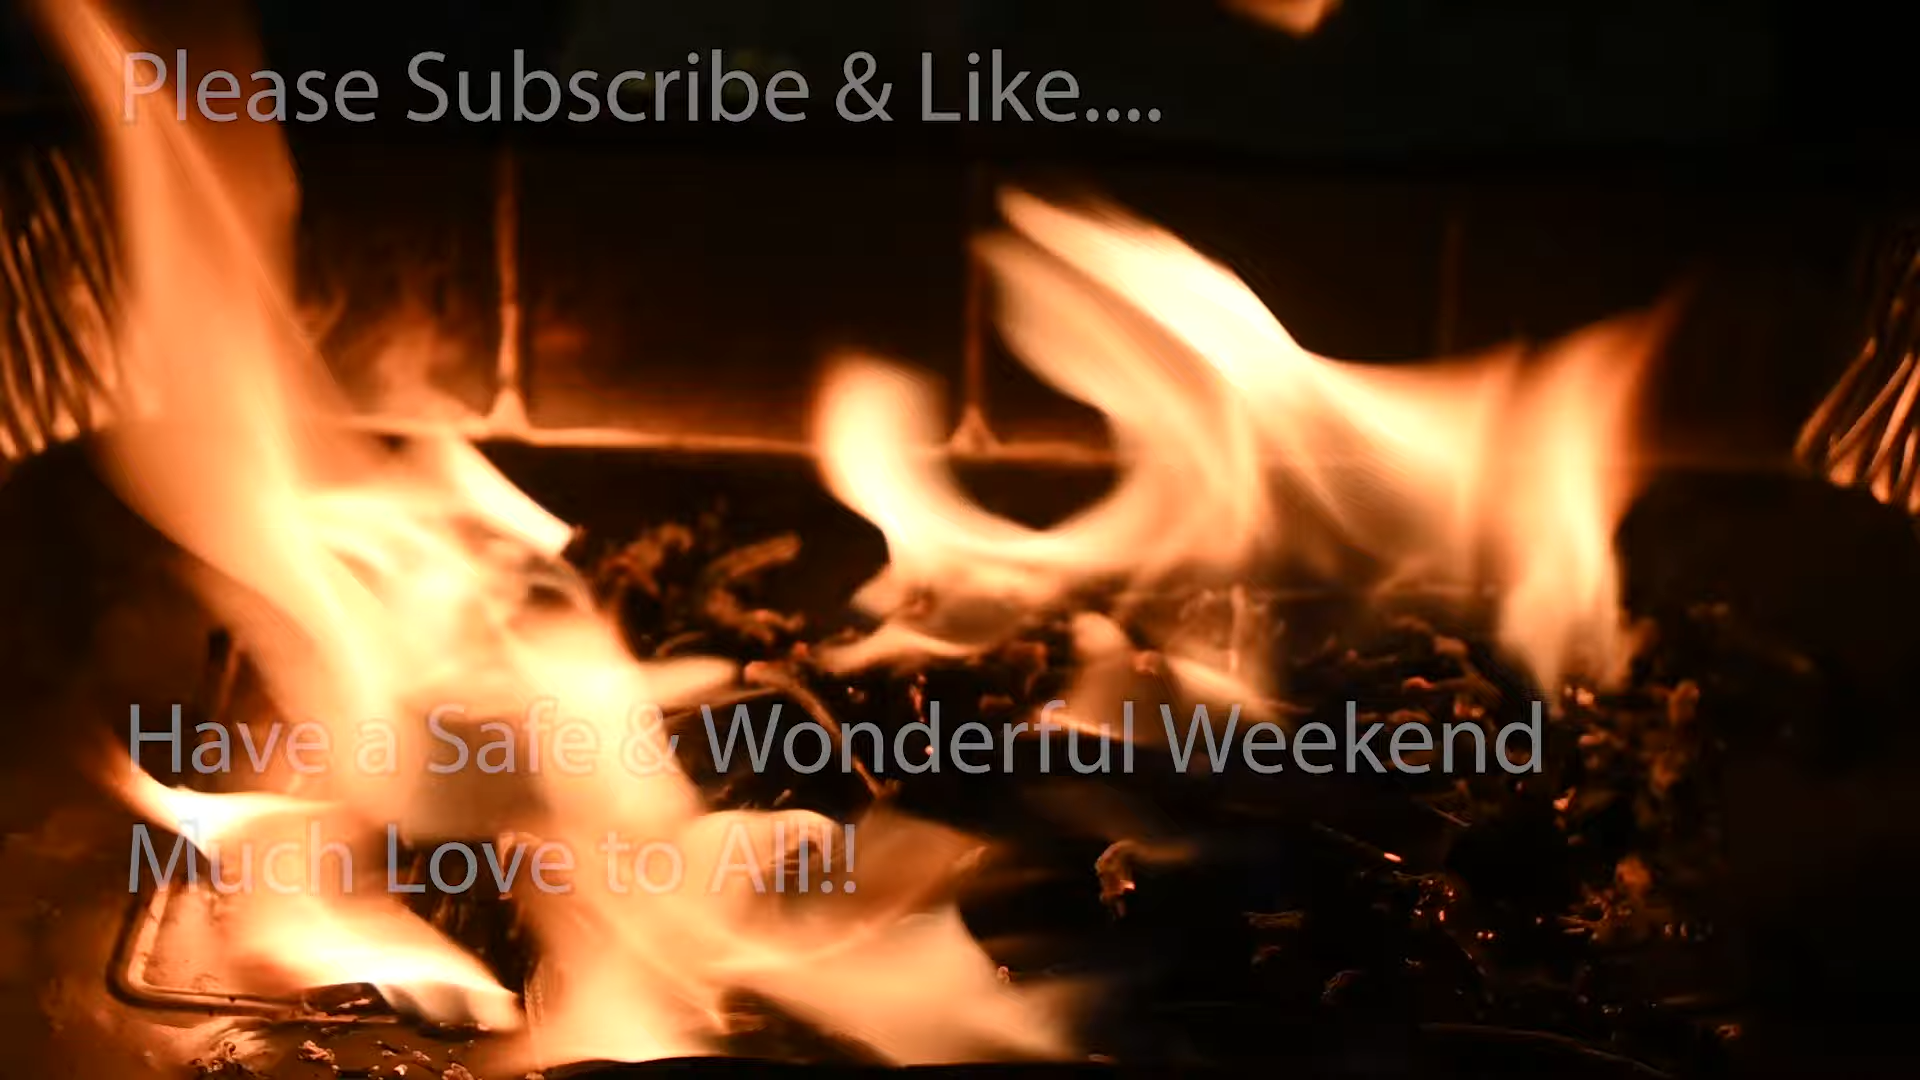 Please Subscribe & Like....
Have a Safe & Wonderful Weekend
Much Love to All!!